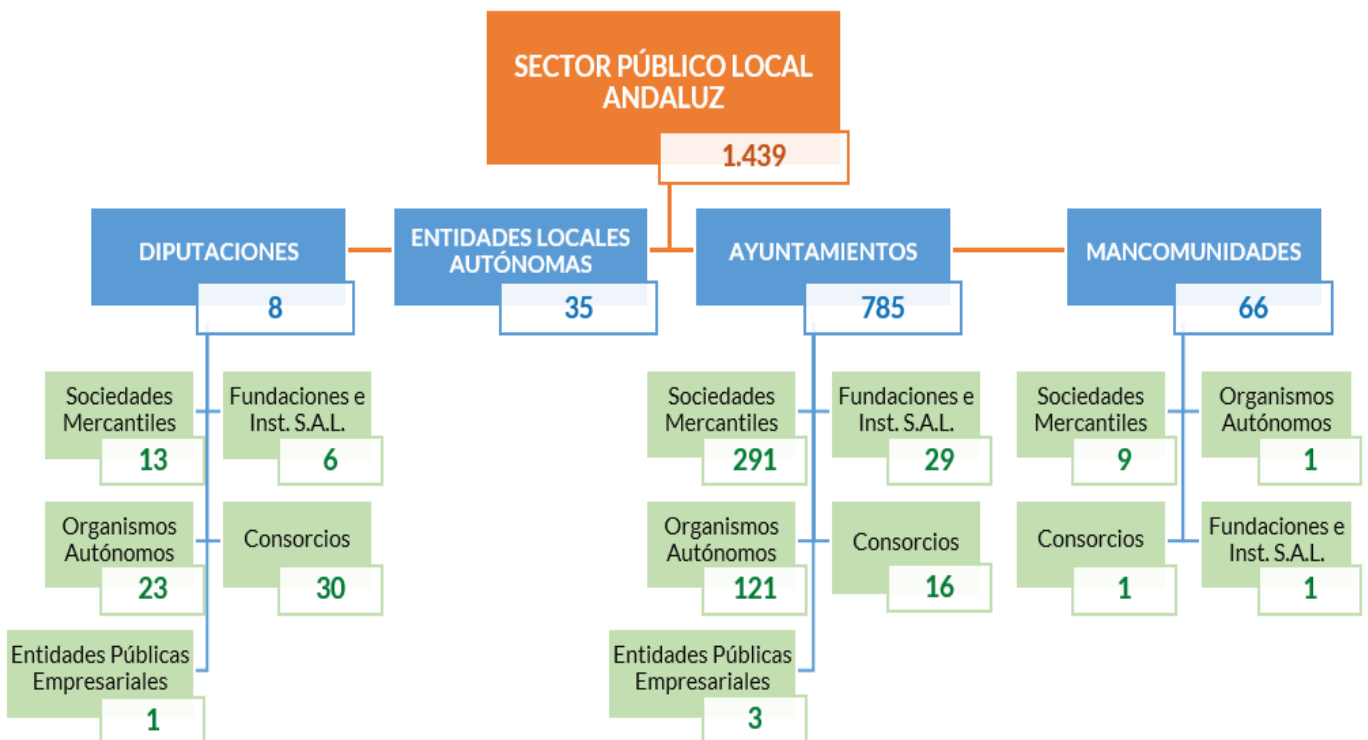 SECTOR PÚBLICO LOCAL
ANDALUZ
1.439
DIPUTACIONES
8
ENTIDADES LOCALES
AUTÓNOMAS
35
AYUNTAMIENTOS
785
MANCOMUNIDADES
66
Sociedades
Mercantiles
13
Fundaciones e
Inst. S.A.L.
6
Organismos
Autónomos
23
Consorcios
30
Entidades Públicas
Empresariales
1
Sociedades
Mercantiles
291
Fundaciones e
Inst. S.A.L.
29
Organismos
Autónomos
121
Consorcios
16
Entidades Públicas
Empresariales
3
Sociedades
Mercantiles
9
Organismos
Autónomos
1
Consorcios
1
Fundaciones e
Inst. S.A.L.
1